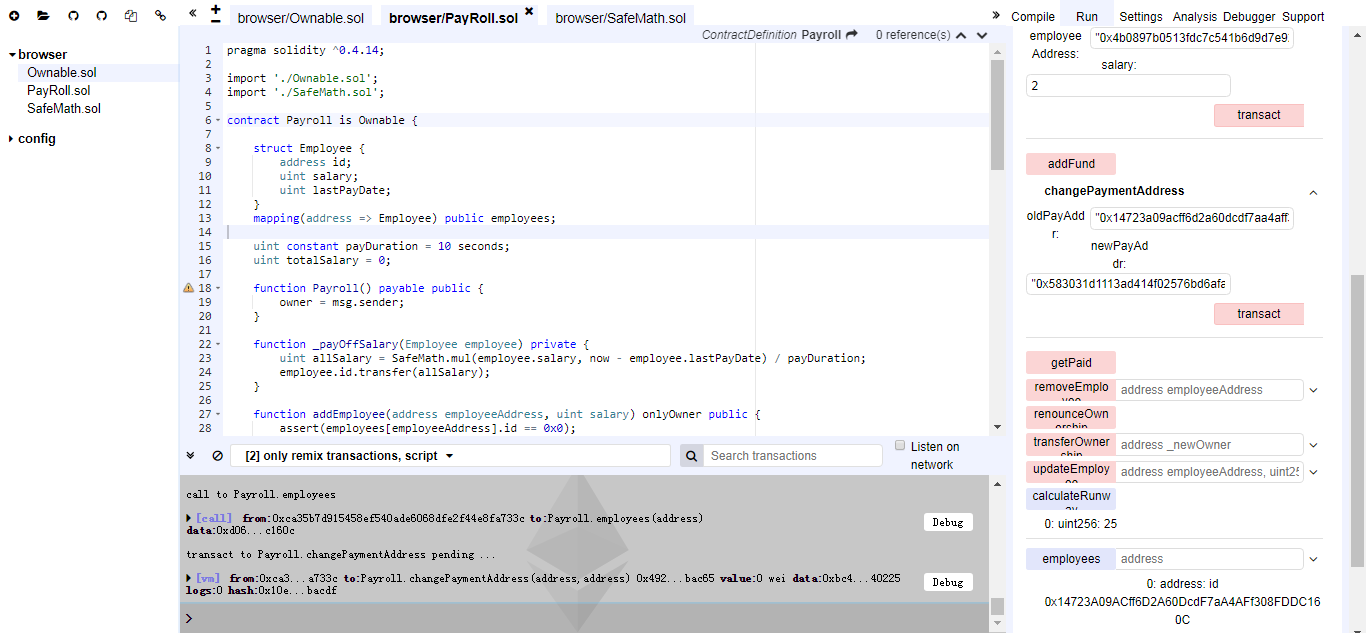 browser/Ownable.sol
browser/PayRoll.sol
browser/SafeMath.sol
Compile Run Settings Analysis Debugger Support
browser
Ownable.sol
PayRoll.sol
SafeMath.sol
config
ContractDefinition Payroll 0 reference(s)
1 pragma solidity ^0.4.14;
2
3 import './Ownable.sol';
4 import './SafeMath.sol';
5
6 contract Payroll is Ownable {
7
8 struct Employee {
9 address id;
10 uint salary;
11 uint lastPayDate;
12 }
13 mapping(address => Employee) public employees;
14
15 uint constant payDuration = 10 seconds;
16 uint totalSalary = 0;
17
18 function Payroll() payable public {
19 owner = msg.sender;
20 }
21
22 function _payOffSalary(Employee employee) private {
23 uint allSalary = SafeMath.mul(employee.salary, now - employee.lastPayDate) / payDuration;
24 employee.id.transfer(allSalary);
25 }
26
27 function addEmployee(address employeeAddress, uint salary) onlyOwner public {
28 assert(employees[employeeAddress].id == 0x0);
[2] only remix transactions, script
Search transactions
Listen on
network
call to Payroll.employees
[call] from:0xca35b7d915458ef540ade6068dfe2f44e8fa733c to:Payroll.employees(address)
data:0xd06...c160c
Debug
transact to Payroll.changePaymentAddress pending ...
[vm] from:0xca3...a733c to:Payroll.changePaymentAddress(address,address) 0x492...bac65 value:0 wei data:0xbc4...40225
logs:0 hash:0x10e...bacdf
Debug
>
employee
Address:
"0x4b0897b0513fdc7c541b6d9d7e9
salary:
2
transact
addFund
changePaymentAddress
oldPayAdd
r:
"0x14723a09acff6d2a60dcdf7aa4aff
newPayAd
dr:
"0x583031d1113ad414f02576bd6afa
transact
getPaid
removeEmplo
address employeeAddress
renounceOwn
transferOwner
address _newOwner
updateEmploy
address employeeAddress, uint25
calculateRunw
0: uint256: 25
employees
address
0: address: id
0x14723A09ACff6D2A60DcdF7aA4AFf308FDDC16
0C